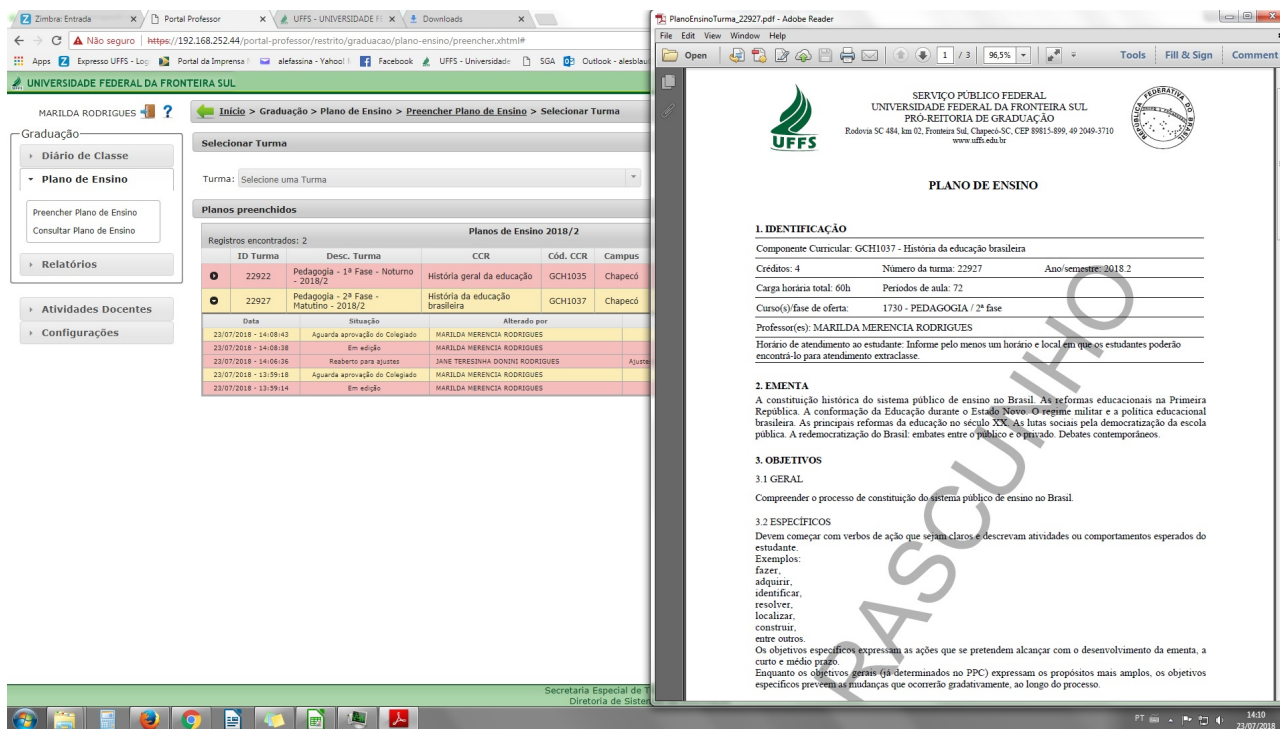 Zimbra: Entrada
Portal Professor
UFFS - UNIVERSIDADE F
Downloads
Não seguro | https://192.168.252.44/portal-professor/restrito/graduacao/plano-ensino/preencher.xhtml#
Apps
Expresso UFFS - Log
Portal da Imprensa
alefassina - Yahoo!
Facebook
UFFS - Universidade
SGA
Outlook - alesblau
UNIVERSIDADE FEDERAL DA FRONTEIRA SUL
MARILDA RODRIGUES
Início > Graduação > Plano de Ensino > Preencher Plano de Ensino > Selecionar Turma
Graduação
Diário de Classe
Plano de Ensino
Preencher Plano de Ensino
Consultar Plano de Ensino
Relatórios
Atividades Docentes
Configurações
Selecionar Turma
Turma: Selecione uma Turma
Planos preenchidos
Planos de Ensino 2018/2
Registros encontrados: 2
ID Turma Desc. Turma CCR Cód. CCR Campus
22922 Pedagogia - 1ª Fase - Noturno - 2018/2 História geral da educação GCH1035 Chapecó
22927 Pedagogia - 2ª Fase - Matutino - 2018/2 História da educação brasileira GCH1037 Chapecó
Data Situação Alterado por
23/07/2018 - 14:08:43 Aguarda aprovação do Colegiado MARILDA MERENCIA RODRIGUES
23/07/2018 - 14:08:38 Em edição MARILDA MERENCIA RODRIGUES
23/07/2018 - 14:06:36 Reaberto para ajustes JANE TERESINHA DONINI RODRIGUES Ajuste
23/07/2018 - 13:59:18 Aguarda aprovação do Colegiado MARILDA MERENCIA RODRIGUES
23/07/2018 - 13:59:14 Em edição MARILDA MERENCIA RODRIGUES
Secretaria Especial de T
Diretoria de Sister
PlanoEnsinoTurma_22927.pdf - Adobe Reader
File Edit View Window Help
Open 1 / 3 96,5% Tools Fill & Sign Comment
UFFS
SERVIÇO PÚBLICO FEDERAL
UNIVERSIDADE FEDERAL DA FRONTEIRA SUL
PRÓ-REITORIA DE GRADUAÇÃO
Rodovia SC 484, km 02, Fronteira Sul, Chapecó-SC, CEP 89815-899, 49 2049-3710
www.uffs.edu.br
PLANO DE ENSINO
1. IDENTIFICAÇÃO
Componente Curricular: GCH1037 - História da educação brasileira
Créditos: 4 Número da turma: 22927 Ano/semestre: 2018.2
Carga horária total: 60h Períodos de aula: 72
Curso(s)/fase de oferta: 1730 - PEDAGOGIA / 2ª fase
Professor(es): MARILDA MERENCIA RODRIGUES
Horário de atendimento ao estudante: Informe pelo menos um horário e local em que os estudantes poderão
encontrá-lo para atendimento extraclasse.
2. EMENTA
A constituição histórica do sistema público de ensino no Brasil. As reformas educacionais na Primeira
República. A conformação da Educação durante o Estado Novo. O regime militar e a política educacional
brasileira. As principais reformas da educação no século XX. As lutas sociais pela democratização da escola
pública. A redemocratização do Brasil: embates entre o público e o privado. Debates contemporâneos.
3. OBJETIVOS
3.1 GERAL
Compreender o processo de constituição do sistema público de ensino no Brasil.
3.2 ESPECÍFICOS
Devem começar com verbos de ação que sejam claros e descrevam atividades ou comportamentos esperados do
estudante.
Exemplos:
fazer,
adquirir,
identificar,
resolver,
localizar,
construir,
entre outros.
Os objetivos específicos expressam as ações que se pretendem alcançar com o desenvolvimento da ementa, a
curto e médio prazo.
Enquanto os objetivos gerais (já determinados no PPC) expressam os propósitos mais amplos, os objetivos
específicos preveem as mudanças que ocorrerão gradativamente, ao longo do processo.
RASCUNHO
PT
14:10
23/07/2018